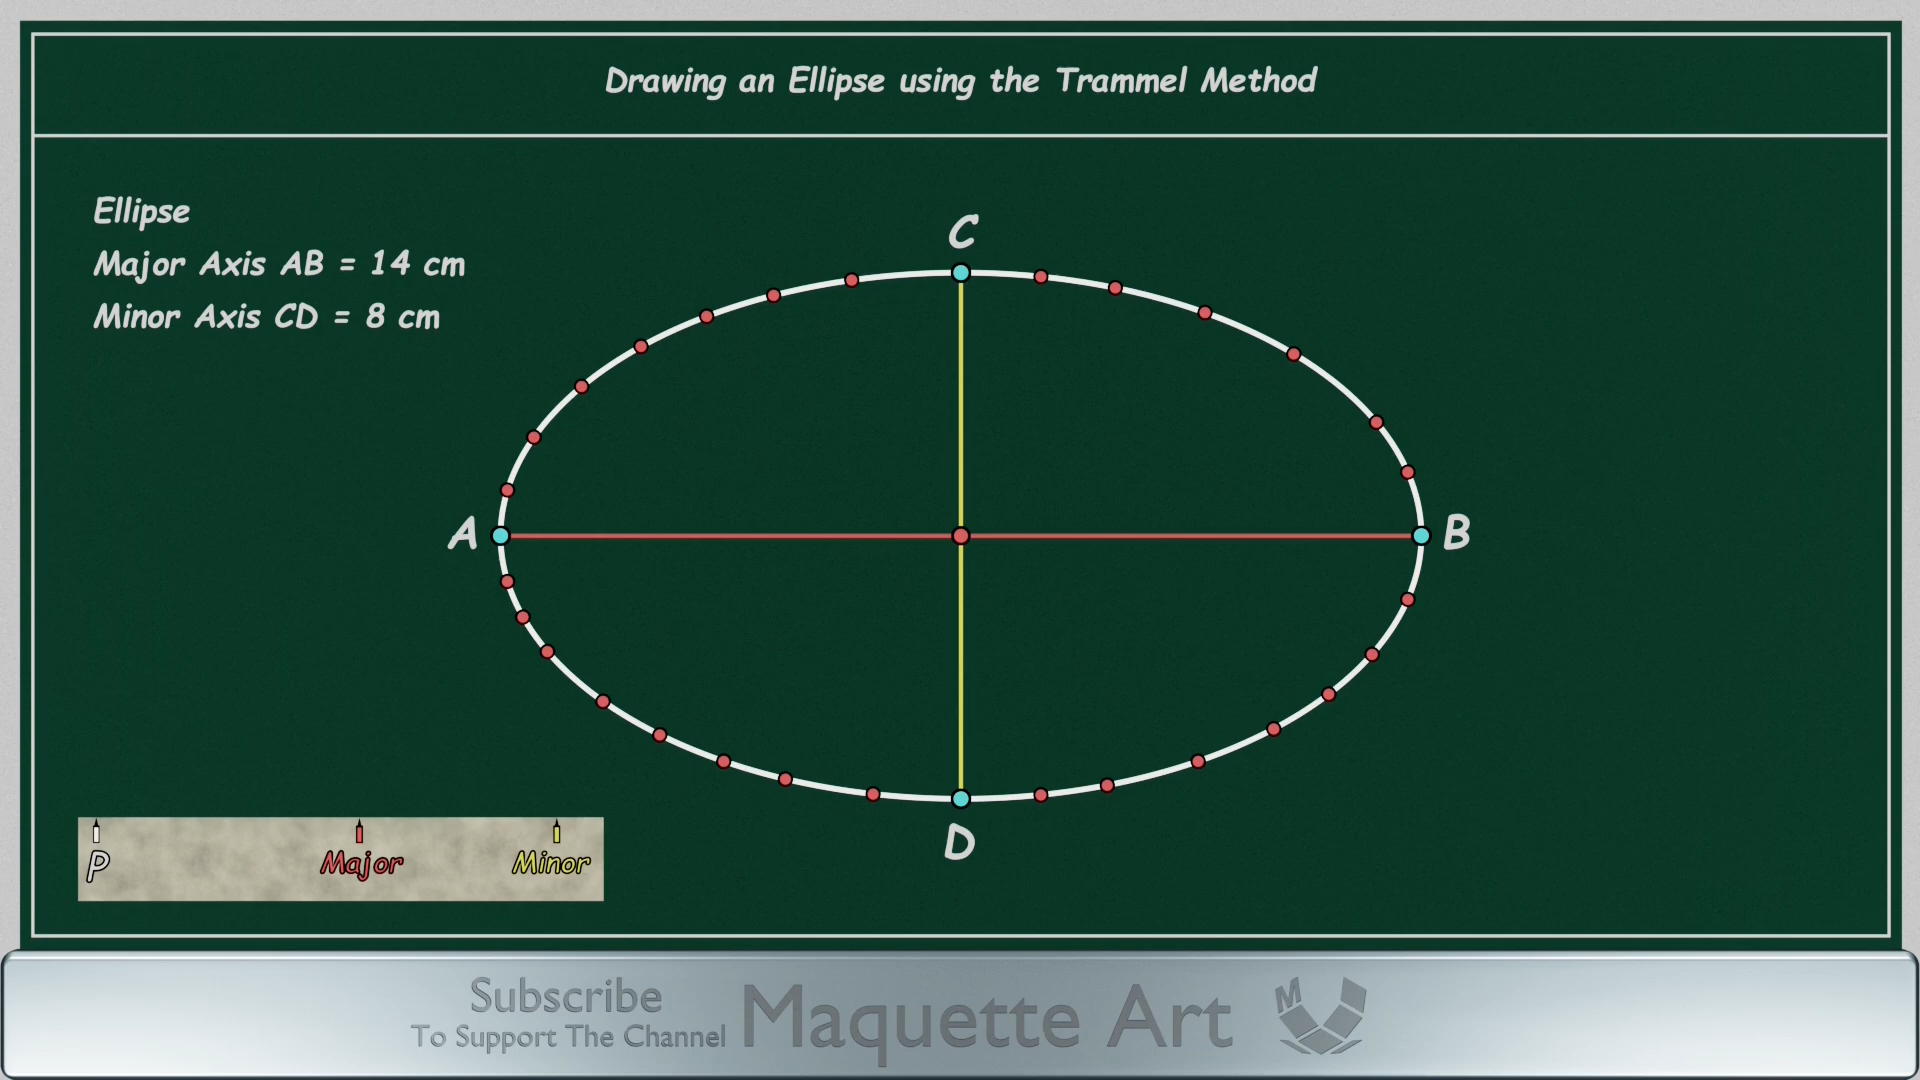 Drawing an Ellipse using the Trammel Method
Ellipse
Major Axis AB = 14 cm
Minor Axis CD = 8 cm
C
A
B
D
P Major Minor
Subscribe
To Support The Channel
Maquette Art
M